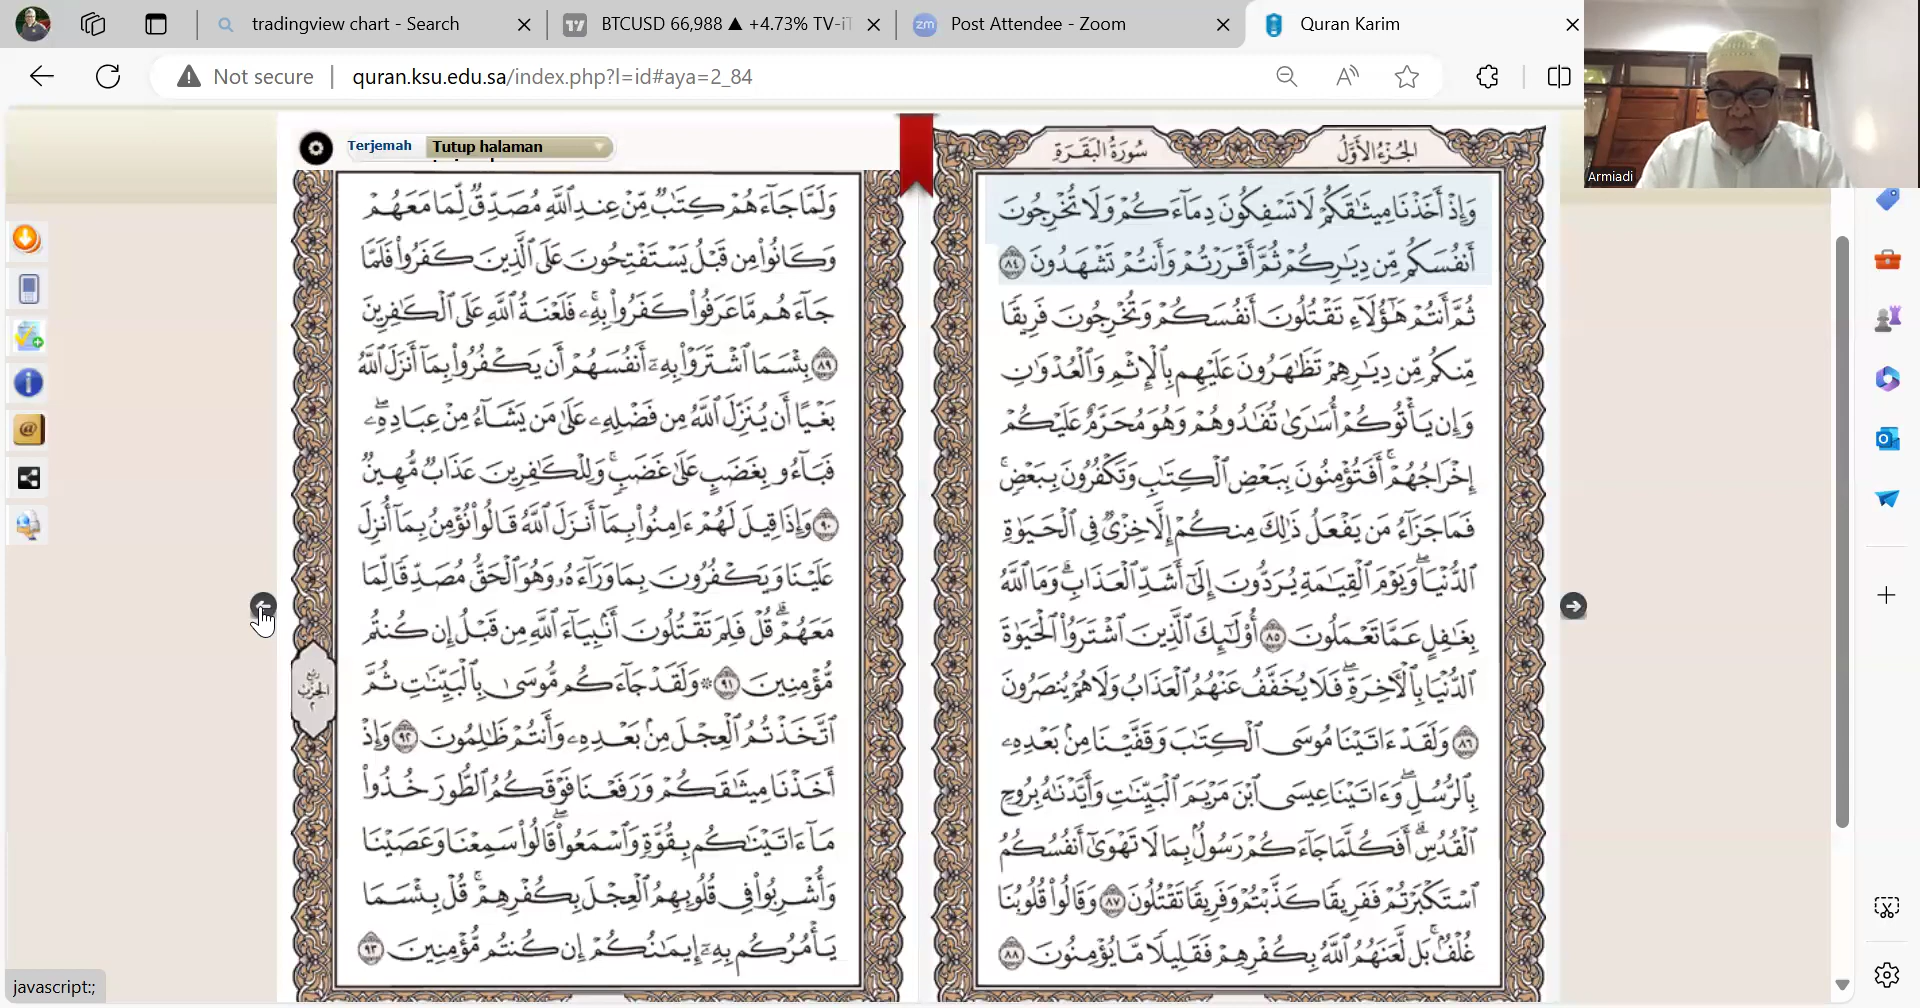 tradingview chart - Search
BTCUSD 66,988 ▲ +4.73% TV-i
Post Attendee - Zoom
Quran Karim
Not secure
quran.ksu.edu.sa/index.php?l=id#aya=2_84
Armiadi
Terjemah
Tutup halaman
سُورَةُ البَقَرَةِ
الجُزْءُ الأَوَّلُ
وَإِذْ أَخَذْنَا مِيثَٰقَكُمْ لَا تَسْفِكُونَ دِمَآءَكُمْ وَلَا تُخْرِجُونَ
أَنفُسَكُم مِّن دِيَٰرِكُمْ ثُمَّ أَقْرَرْتُمْ وَأَنتُمْ تَشْهَدُونَ ٨٤
ثُمَّ أَنتُمْ هَٰٓؤُلَآءِ تَقْتُلُونَ أَنفُسَكُمْ وَتُخْرِجُونَ فَرِيقًا
مِّنكُم مِّن دِيَٰرِهِمْ تَظَٰهَرُونَ عَلَيْهِم بِٱلْإِثْمِ وَٱلْعُدْوَٰنِ
وَإِن يَأْتُوكُمْ أُسَٰرَىٰ تُفَٰدُوهُمْ وَهُوَ مُحَرَّمٌ عَلَيْكُمْ
إِخْرَاجُهُمْ ۚ أَفَتُؤْمِنُونَ بِبَعْضِ ٱلْكِتَٰبِ وَتَكْفُرُونَ بِبَعْضٍ ۚ
فَمَا جَزَآءُ مَن يَفْعَلُ ذَٰلِكَ مِنكُمْ إِلَّا خِزْىٌ فِى ٱلْحَيَوٰةِ
ٱلدُّنْيَا ۖ وَيَوْمَ ٱلْقِيَٰمَةِ يُرَدُّونَ إِلَىٰٓ أَشَدِّ ٱلْعَذَابِ ۗ وَمَا ٱللَّهُ
بِغَٰفِلٍ عَمَّا تَعْمَلُونَ ٨٥ أُو۟لَٰٓئِكَ ٱلَّذِينَ ٱشْتَرَوُا۟ ٱلْحَيَوٰةَ
ٱلدُّنْيَا بِٱلْءَاخِرَةِ ۖ فَلَا يُخَفَّفُ عَنْهُمُ ٱلْعَذَابُ وَلَا هُمْ يُنصَرُونَ
٨٦ وَلَقَدْ ءَاتَيْنَا مُوسَى ٱلْكِتَٰبَ وَقَفَّيْنَا مِنۢ بَعْدِهِۦ
بِٱلرُّسُلِ ۖ وَءَاتَيْنَا عِيسَى ٱبْنَ مَرْيَمَ ٱلْبَيِّنَٰتِ وَأَيَّدْنَٰهُ بِرُوحِ
ٱلْقُدُسِ ۗ أَفَكُلَّمَا جَآءَكُمْ رَسُولٌۢ بِمَا لَا تَهْوَىٰٓ أَنفُسُكُمُ
ٱسْتَكْبَرْتُمْ فَفَرِيقًا كَذَّبْتُمْ وَفَرِيقًا تَقْتُلُونَ ٨٧ وَقَالُوا۟ قُلُوبُنَا
غُلْفٌۢ ۚ بَل لَّعَنَهُمُ ٱللَّهُ بِكُفْرِهِمْ فَقَلِيلًا مَّا يُؤْمِنُونَ ٨٨
وَلَمَّا جَآءَهُمْ كِتَٰبٌ مِّنْ عِندِ ٱللَّهِ مُصَدِّقٌ لِّمَا مَعَهُمْ
وَكَانُوا۟ مِن قَبْلُ يَسْتَفْتِحُونَ عَلَى ٱلَّذِينَ كَفَرُوا۟ فَلَمَّا
جَآءَهُم مَّا عَرَفُوا۟ كَفَرُوا۟ بِهِۦ ۚ فَلَعْنَةُ ٱللَّهِ عَلَى ٱلْكَٰفِرِينَ
٨٩ بِئْسَمَا ٱشْتَرَوْا۟ بِهِۦٓ أَنفُسَهُمْ أَن يَكْفُرُوا۟ بِمَآ أَنزَلَ ٱللَّهُ
بَغْيًا أَن يُنَزِّلَ ٱللَّهُ مِن فَضْلِهِۦ عَلَىٰ مَن يَشَآءُ مِنْ عِبَادِهِۦ ۖ
فَبَآءُو بِغَضَبٍ عَلَىٰ غَضَبٍ ۚ وَلِلْكَٰفِرِينَ عَذَابٌ مُّهِينٌ
٩٠ وَإِذَا قِيلَ لَهُمْ ءَامِنُوا۟ بِمَآ أَنزَلَ ٱللَّهُ قَالُوا۟ نُؤْمِنُ بِمَآ أُنزِلَ
عَلَيْنَا وَيَكْفُرُونَ بِمَا وَرَآءَهُۥ وَهُوَ ٱلْحَقُّ مُصَدِّقًا لِّمَا
مَعَهُمْ ۗ قُلْ فَلِمَ تَقْتُلُونَ أَنۢبِيَآءَ ٱللَّهِ مِن قَبْلُ إِن كُنتُم
مُّؤْمِنِينَ ٩١ ۞ وَلَقَدْ جَآءَكُم مُّوسَىٰ بِٱلْبَيِّنَٰتِ ثُمَّ
ٱتَّخَذْتُمُ ٱلْعِجْلَ مِنۢ بَعْدِهِۦ وَأَنتُمْ ظَٰلِمُونَ ٩٢ وَإِذْ
أَخَذْنَا مِيثَٰقَكُمْ وَرَفَعْنَا فَوْقَكُمُ ٱلطُّورَ خُذُوا۟
مَآ ءَاتَيْنَٰكُم بِقُوَّةٍ وَٱسْمَعُوا۟ ۖ قَالُوا۟ سَمِعْنَا وَعَصَيْنَا
وَأُشْرِبُوا۟ فِى قُلُوبِهِمُ ٱلْعِجْلَ بِكُفْرِهِمْ ۚ قُلْ بِئْسَمَا
يَأْمُرُكُم بِهِۦٓ إِيمَٰنُكُمْ إِن كُنتُم مُّؤْمِنِينَ ٩٣
ربع
الحزب
٢
javascript:;